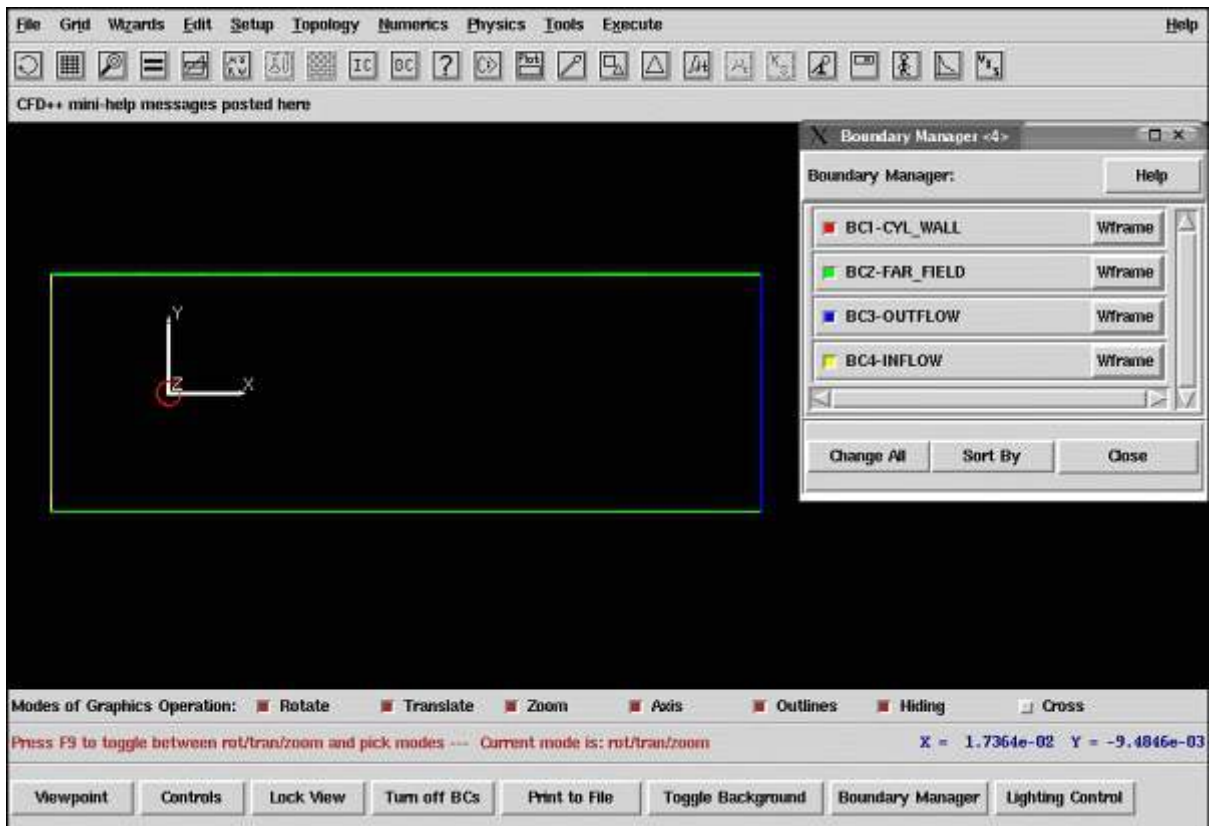 File Grid Wizards Edit Setup Topology Numerics Physics Tools Execute Help
IC BC ? Plot
CFD++ mini-help messages posted here
X Boundary Manager <4>
Boundary Manager: Help
BC1-CYL_WALL Wframe
BC2-FAR_FIELD Wframe
BC3-OUTFLOW Wframe
BC4-INFLOW Wframe
Change All Sort By Close
Y
Z X
Modes of Graphics Operation: Rotate Translate Zoom Axis Outlines Hiding Cross
Press F9 to toggle between rot/tran/zoom and pick modes --- Current mode is: rot/tran/zoom X = 1.7364e-02 Y = -9.4846e-03
Viewpoint Controls Lock View Turn off BCs Print to File Toggle Background Boundary Manager Lighting Control